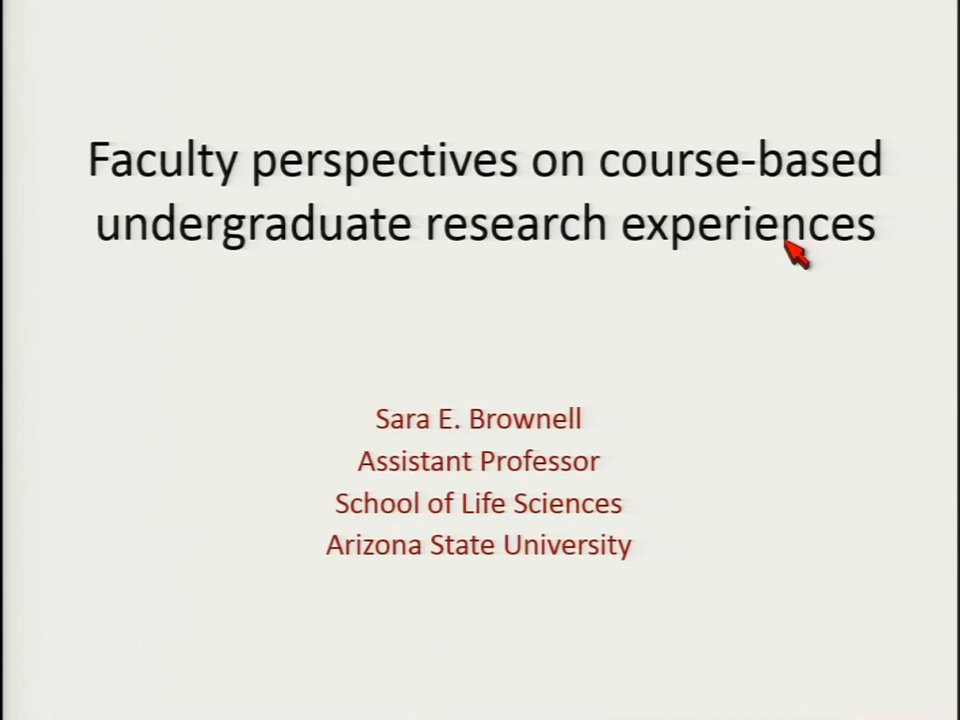 Faculty perspectives on course-based
undergraduate research experiences
Sara E. Brownell
Assistant Professor
School of Life Sciences
Arizona State University